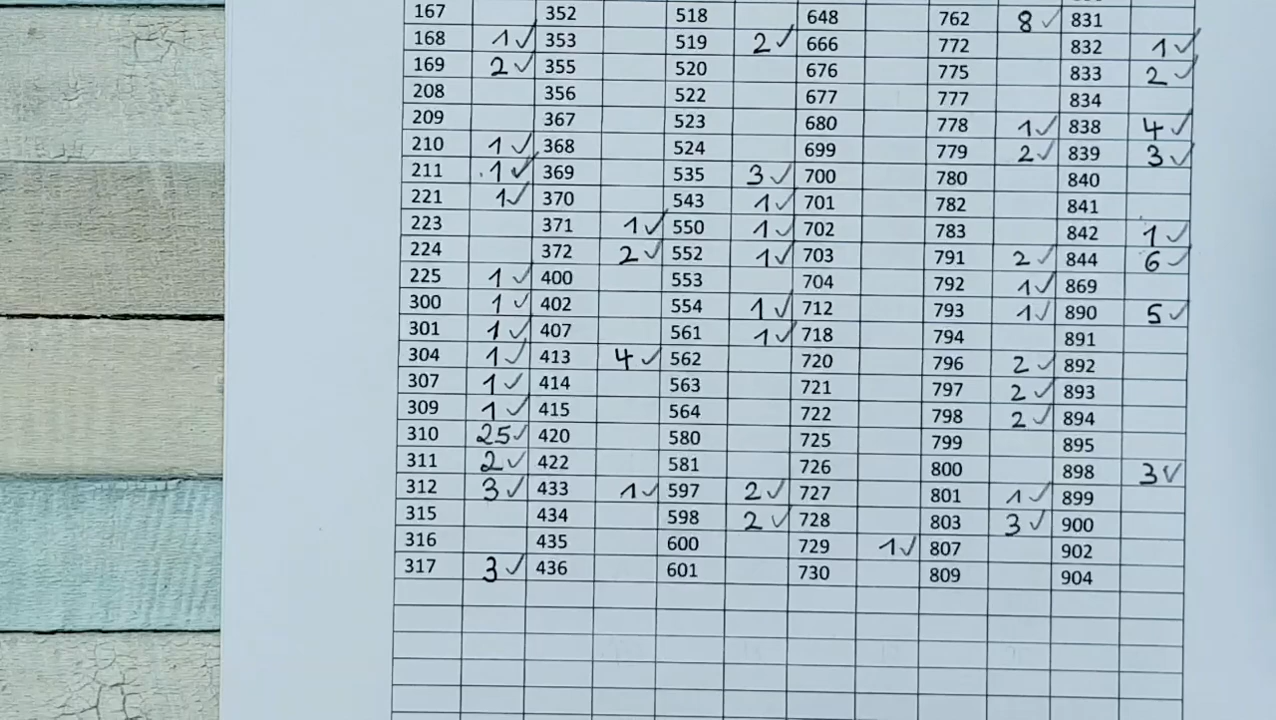 167 352 518 648 762 8✓ 831
168 1✓ 353 519 2✓ 666 772 832 1✓
169 2✓ 355 520 676 775 833 2✓
208 356 522 677 777 834
209 367 523 680 778 1✓ 838 4✓
210 1✓ 368 524 699 779 2✓ 839 3✓
211 1✓ 369 535 3✓ 700 780 840
221 1✓ 370 543 1✓ 701 782 841
223 371 1✓ 550 1✓ 702 783 842 1✓
224 372 2✓ 552 1✓ 703 791 2✓ 844 6✓
225 1✓ 400 553 704 792 1✓ 869
300 1✓ 402 554 1✓ 712 793 1✓ 890 5✓
301 1✓ 407 561 1✓ 718 794 891
304 1✓ 413 4✓ 562 720 796 2✓ 892
307 1✓ 414 563 721 797 2✓ 893
309 1✓ 415 564 722 798 2✓ 894
310 25✓ 420 580 725 799 895
311 2✓ 422 581 726 800 898 3✓
312 3✓ 433 1✓ 597 2✓ 727 801 1✓ 899
315 434 598 2✓ 728 803 3✓ 900
316 435 600 729 1✓ 807 902
317 3✓ 436 601 730 809 904